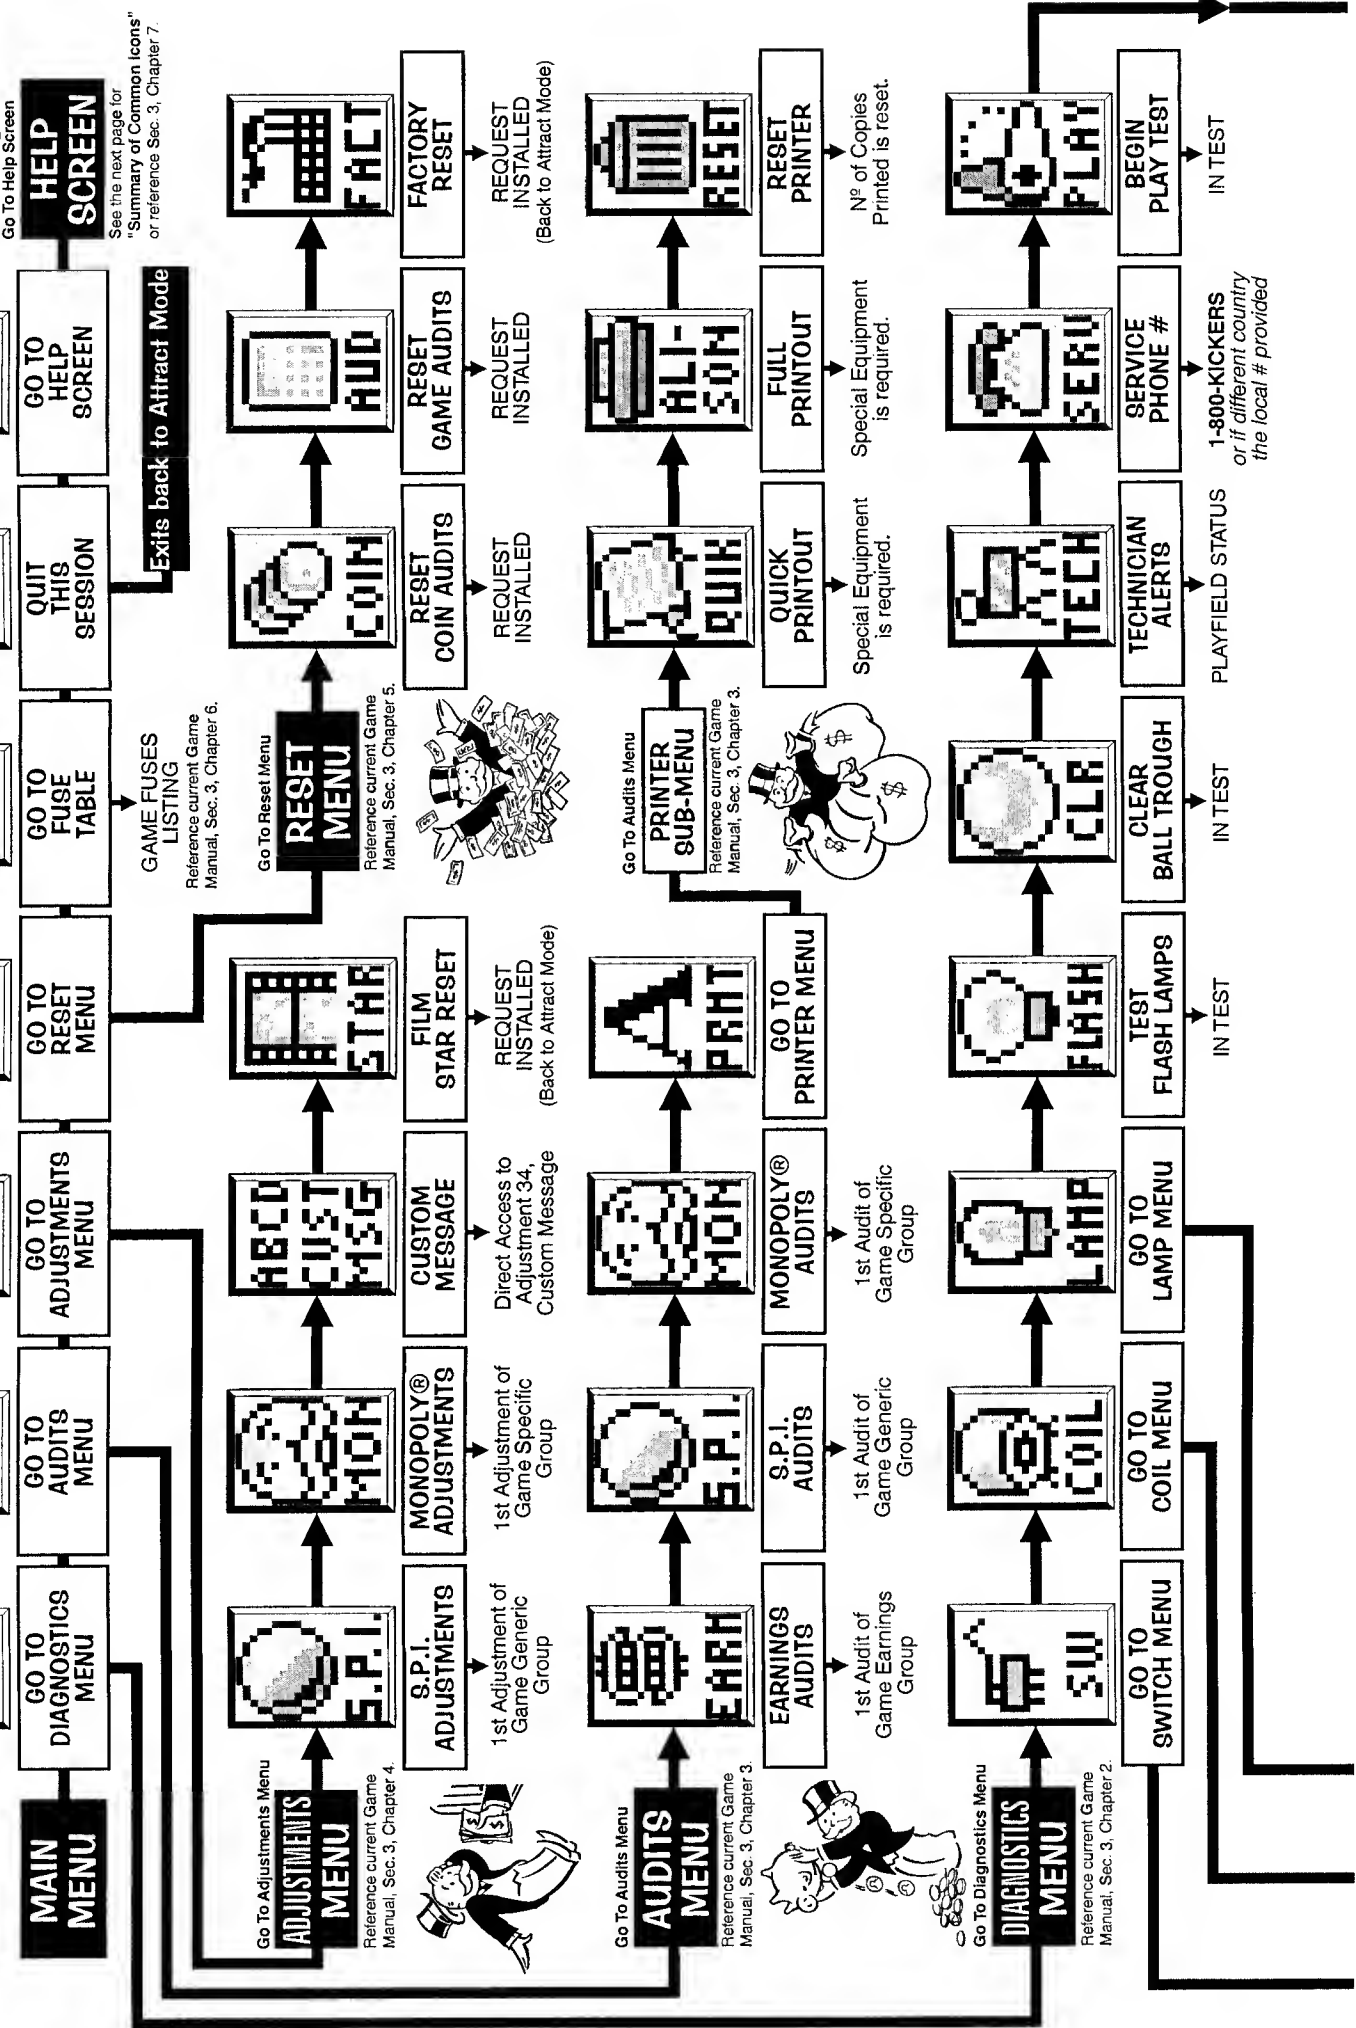 MAIN
MENU
GO TO
DIAGNOSTICS
MENU
GO TO
AUDITS
MENU
GO TO
ADJUSTMENTS
MENU
GO TO
RESET
MENU
GO TO
FUSE
TABLE
GAME FUSES
LISTING
Reference current Game
Manual, Sec. 3, Chapter 6.
QUIT
THIS
SESSION
Exits back to Attract Mode
GO TO
HELP
SCREEN
Go To Help Screen
HELP
SCREEN
See the next page for
"Summary of Common Icons"
or reference Sec. 3, Chapter 7.
Go To Adjustments Menu
ADJUSTMENTS
MENU
Reference current Game
Manual, Sec. 3, Chapter 4.
S.P.I.
S.P.I.
ADJUSTMENTS
1st Adjustment of
Game Generic
Group
MON
MONOPOLY®
ADJUSTMENTS
1st Adjustment of
Game Specific
Group
ABCD
CUST
MSG
CUSTOM
MESSAGE
Direct Access to
Adjustment 34,
Custom Message
STAR
FILM
STAR RESET
REQUEST
INSTALLED
(Back to Attract Mode)
Go To Reset Menu
RESET
MENU
Reference current Game
Manual, Sec. 3, Chapter 5.
COIN
RESET
COIN AUDITS
REQUEST
INSTALLED
AUD
RESET
GAME AUDITS
REQUEST
INSTALLED
FACT
FACTORY
RESET
REQUEST
INSTALLED
(Back to Attract Mode)
Go To Audits Menu
AUDITS
MENU
Reference current Game
Manual, Sec. 3, Chapter 3.
EARN
EARNINGS
AUDITS
1st Audit of
Game Earnings
Group
S.P.I.
S.P.I.
AUDITS
1st Audit of
Game Generic
Group
MON
MONOPOLY®
AUDITS
1st Audit of
Game Specific
Group
PRNT
GO TO
PRINTER MENU
Go To Audits Menu
PRINTER
SUB-MENU
Reference current Game
Manual, Sec. 3, Chapter 3.
$
$
$
QUIK
QUICK
PRINTOUT
Special Equipment
is required.
ALI-
SON
FULL
PRINTOUT
Special Equipment
is required.
RESET
RESET
PRINTER
Nº of Copies
Printed is reset.
Go To Diagnostics Menu
DIAGNOSTICS
MENU
Reference current Game
Manual, Sec. 3, Chapter 2.
SW
GO TO
SWITCH MENU
COIL
GO TO
COIL MENU
LAMP
GO TO
LAMP MENU
FLASH
TEST
FLASH LAMPS
IN TEST
CLR
CLEAR
BALL TROUGH
IN TEST
TECH
TECHNICIAN
ALERTS
PLAYFIELD STATUS
SERV
SERVICE
PHONE #
1-800-KICKERS
or if different country
the local # provided
PLAY
BEGIN
PLAY TEST
IN TEST